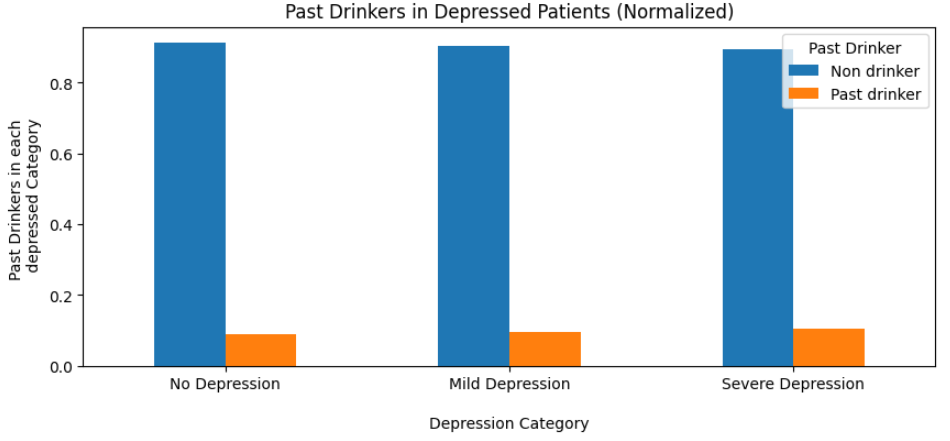 Past Drinkers in Depressed Patients (Normalized)
Past Drinkers in each
depressed Category
0.8
0.6
0.4
0.2
0.0
Past Drinker
Non drinker
Past drinker
No Depression
Mild Depression
Severe Depression
Depression Category